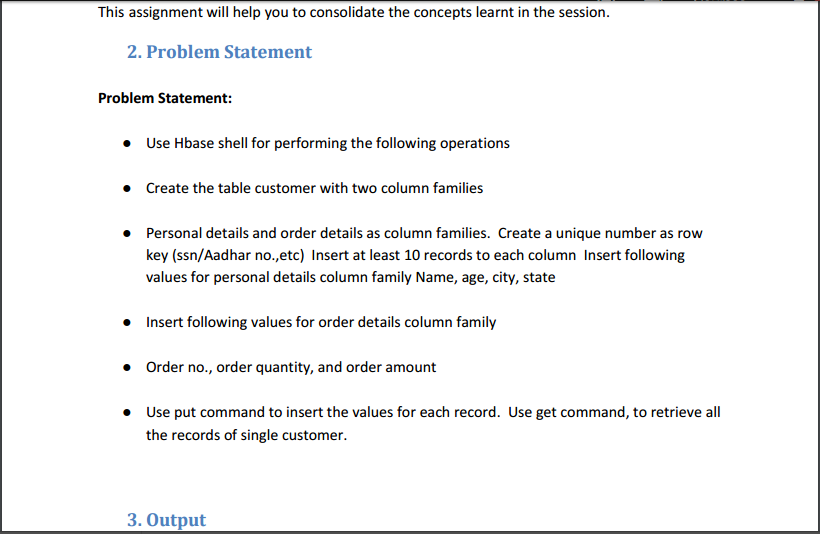 This assignment will help you to consolidate the concepts learnt in the session.
2. Problem Statement
Problem Statement:
● Use Hbase shell for performing the following operations
● Create the table customer with two column families
● Personal details and order details as column families. Create a unique number as row
key (ssn/Aadhar no.,etc) Insert at least 10 records to each column Insert following
values for personal details column family Name, age, city, state
● Insert following values for order details column family
● Order no., order quantity, and order amount
● Use put command to insert the values for each record. Use get command, to retrieve all
the records of single customer.
3. Output